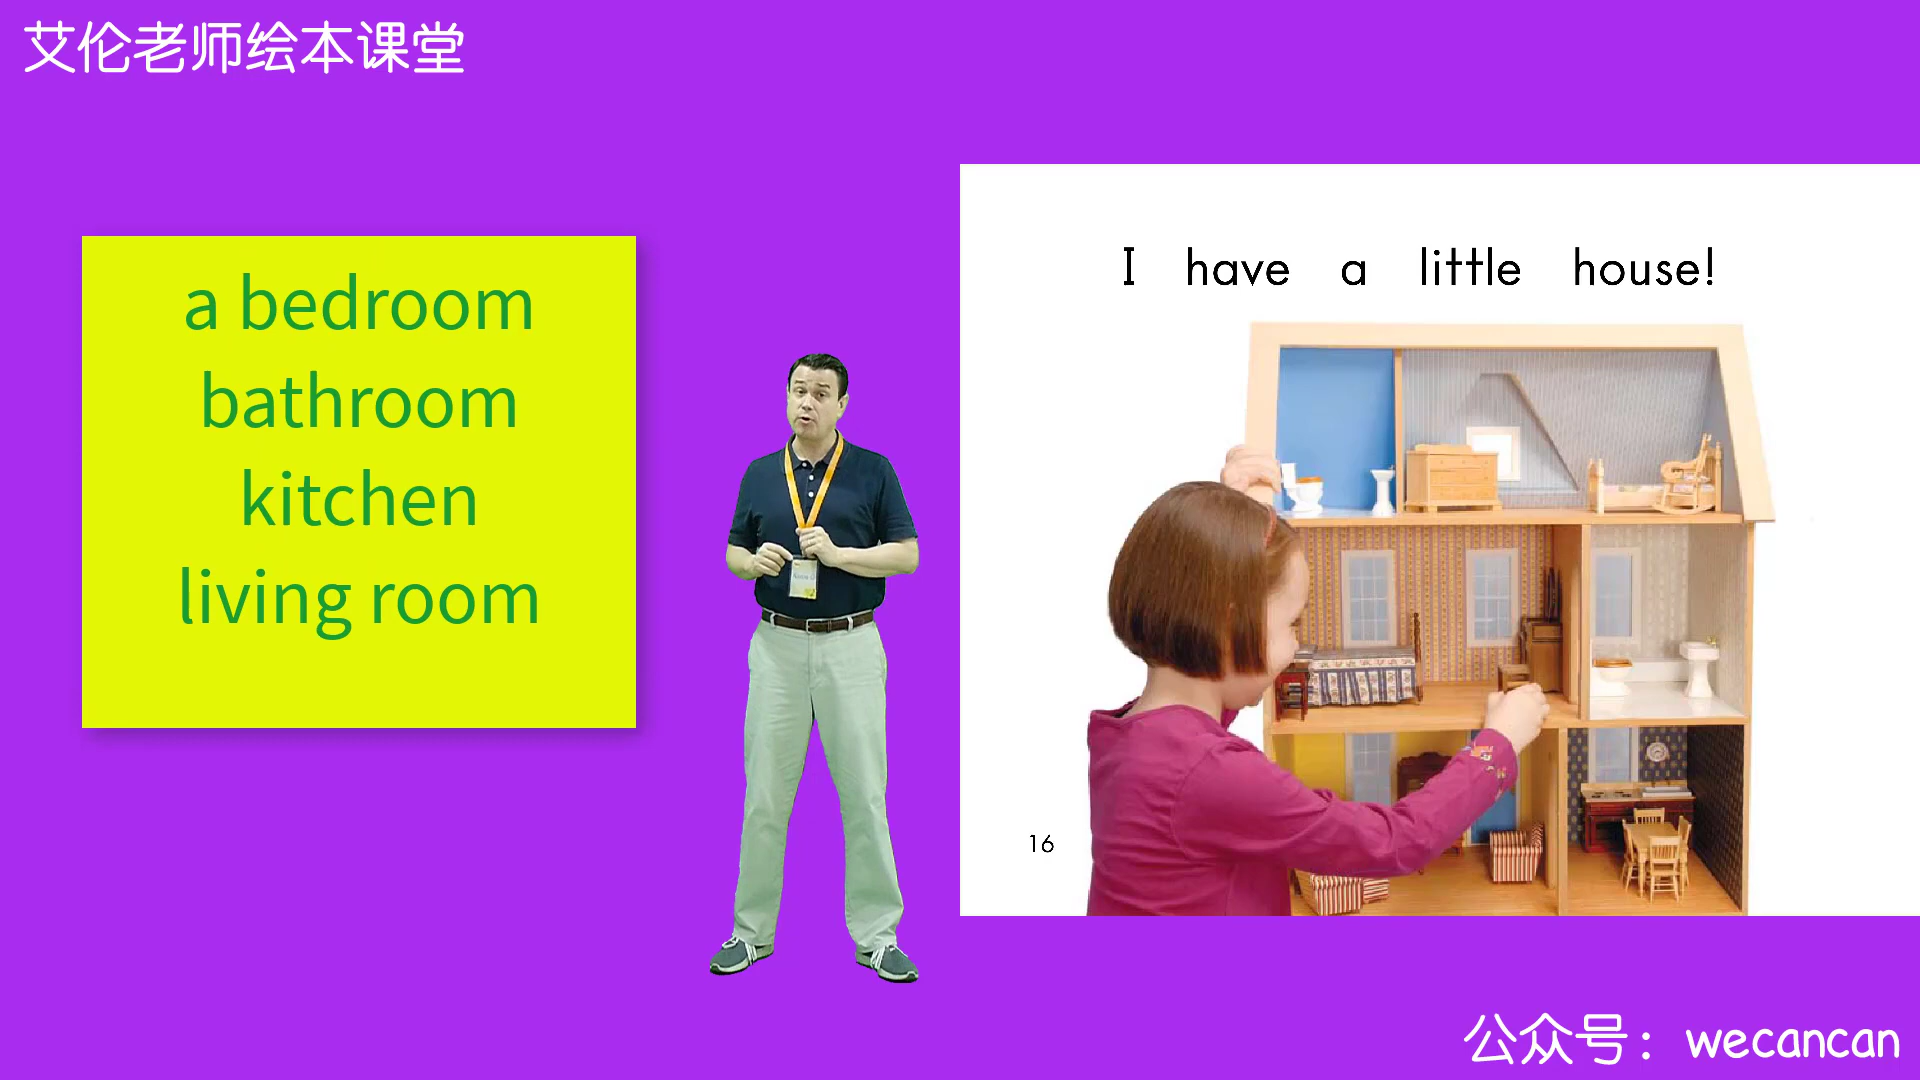 艾伦老师绘本课堂
a bedroom
bathroom
kitchen
living room
I have a little house!
16
公众号：wecancan